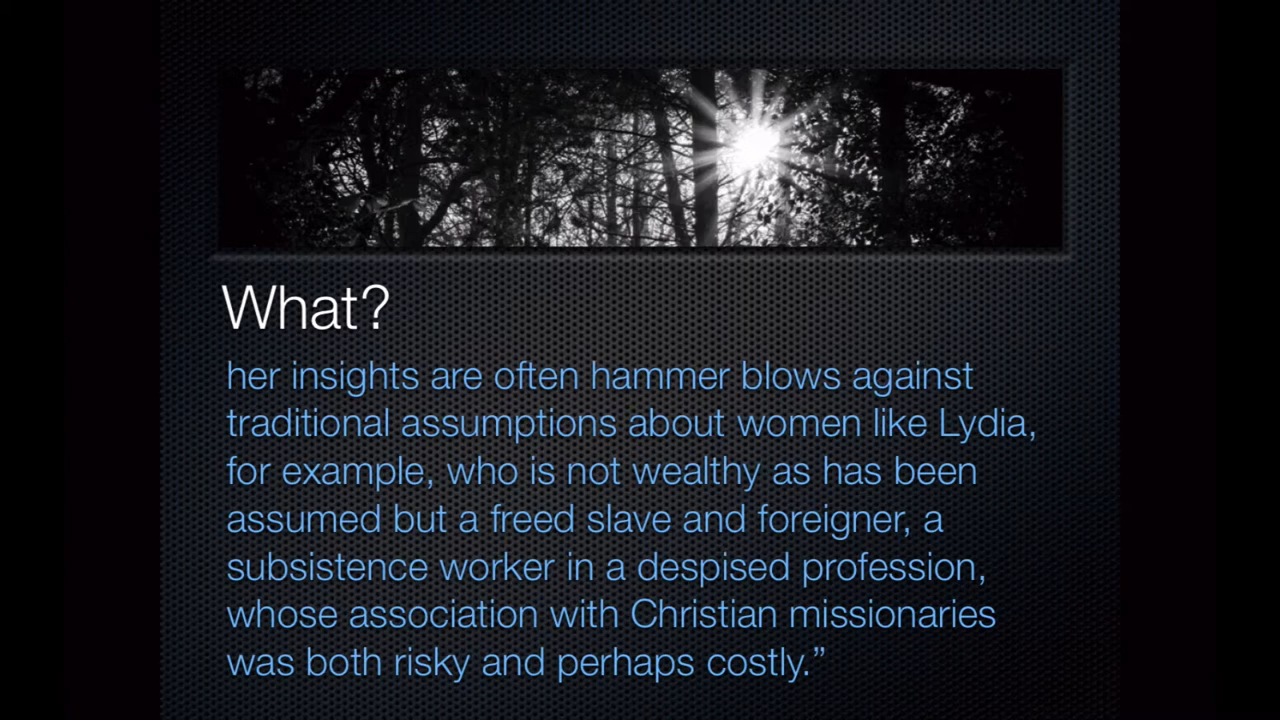 What?
her insights are often hammer blows against
traditional assumptions about women like Lydia,
for example, who is not wealthy as has been
assumed but a freed slave and foreigner, a
subsistence worker in a despised profession,
whose association with Christian missionaries
was both risky and perhaps costly.”